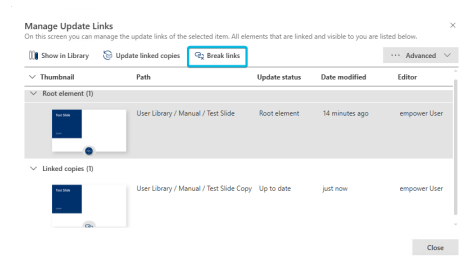 Manage Update Links
On this screen you can manage the update links of the selected item. All elements that are linked and visible to you are listed below.
Show in Library Update linked copies Break links ··· Advanced
Thumbnail Path Update status Date modified Editor
Root element (1)
Test Slide
User Library / Manual / Test Slide Root element 14 minutes ago empower User
Linked copies (1)
Test Slide
User Library / Manual / Test Slide Copy Up to date just now empower User
Close